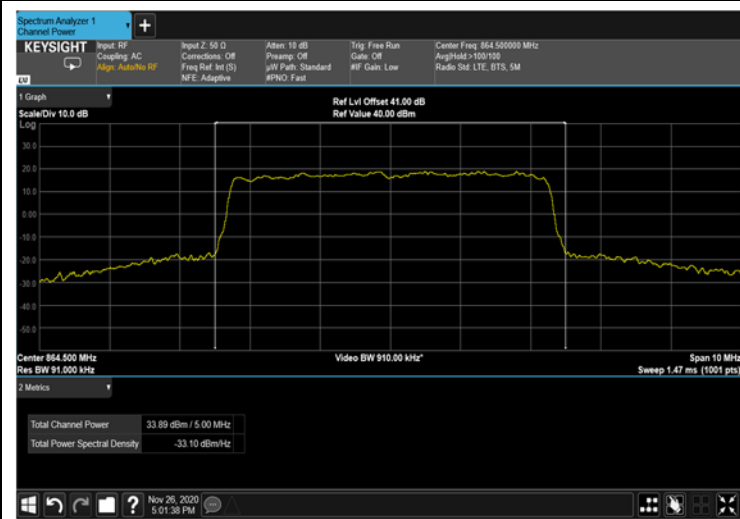 Spectrum Analyzer 1
Channel Power
+
KEYSIGHT
Input: RF
Coupling: AC
Align: Auto/No RF
Input Z: 50 Ω
Corrections: Off
Freq Ref: Int (S)
NFE: Adaptive
Atten: 10 dB
Preamp: Off
µW Path: Standard
#PNO: Fast
Trig: Free Run
Gate: Off
#IF Gain: Low
Center Freq: 864.500000 MHz
Avg|Hold:>100/100
Radio Std: LTE, BTS, 5M
LXI
1 Graph
Scale/Div 10.0 dB
Ref Lvl Offset 41.00 dB
Ref Value 40.00 dBm
Log
30.0
20.0
10.0
0.00
-10.0
-20.0
-30.0
-40.0
-50.0
Center 864.500 MHz
Video BW 910.00 kHz*
Span 10 MHz
Res BW 91.000 kHz
Sweep 1.47 ms (1001 pts)
2 Metrics
Total Channel Power 33.89 dBm / 5.00 MHz
Total Power Spectral Density -33.10 dBm/Hz
?
Nov 26, 2020
5:01:38 PM